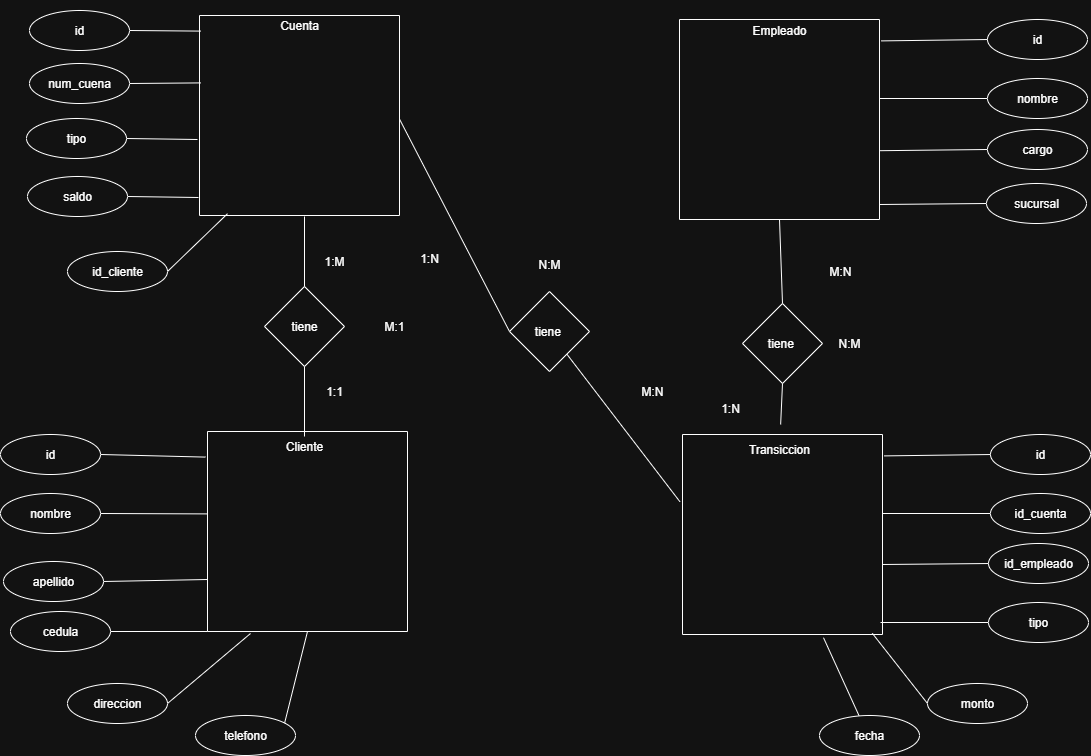 id
num_cuena
tipo
saldo
id_cliente
Cuenta
Empleado
id
nombre
cargo
sucursal
1:M
tiene
M:1
1:1
1:N
N:M
tiene
M:N
M:N
tiene
N:M
1:N
id
nombre
apellido
cedula
direccion
telefono
Cliente
Transiccion
id
id_cuenta
id_empleado
tipo
monto
fecha